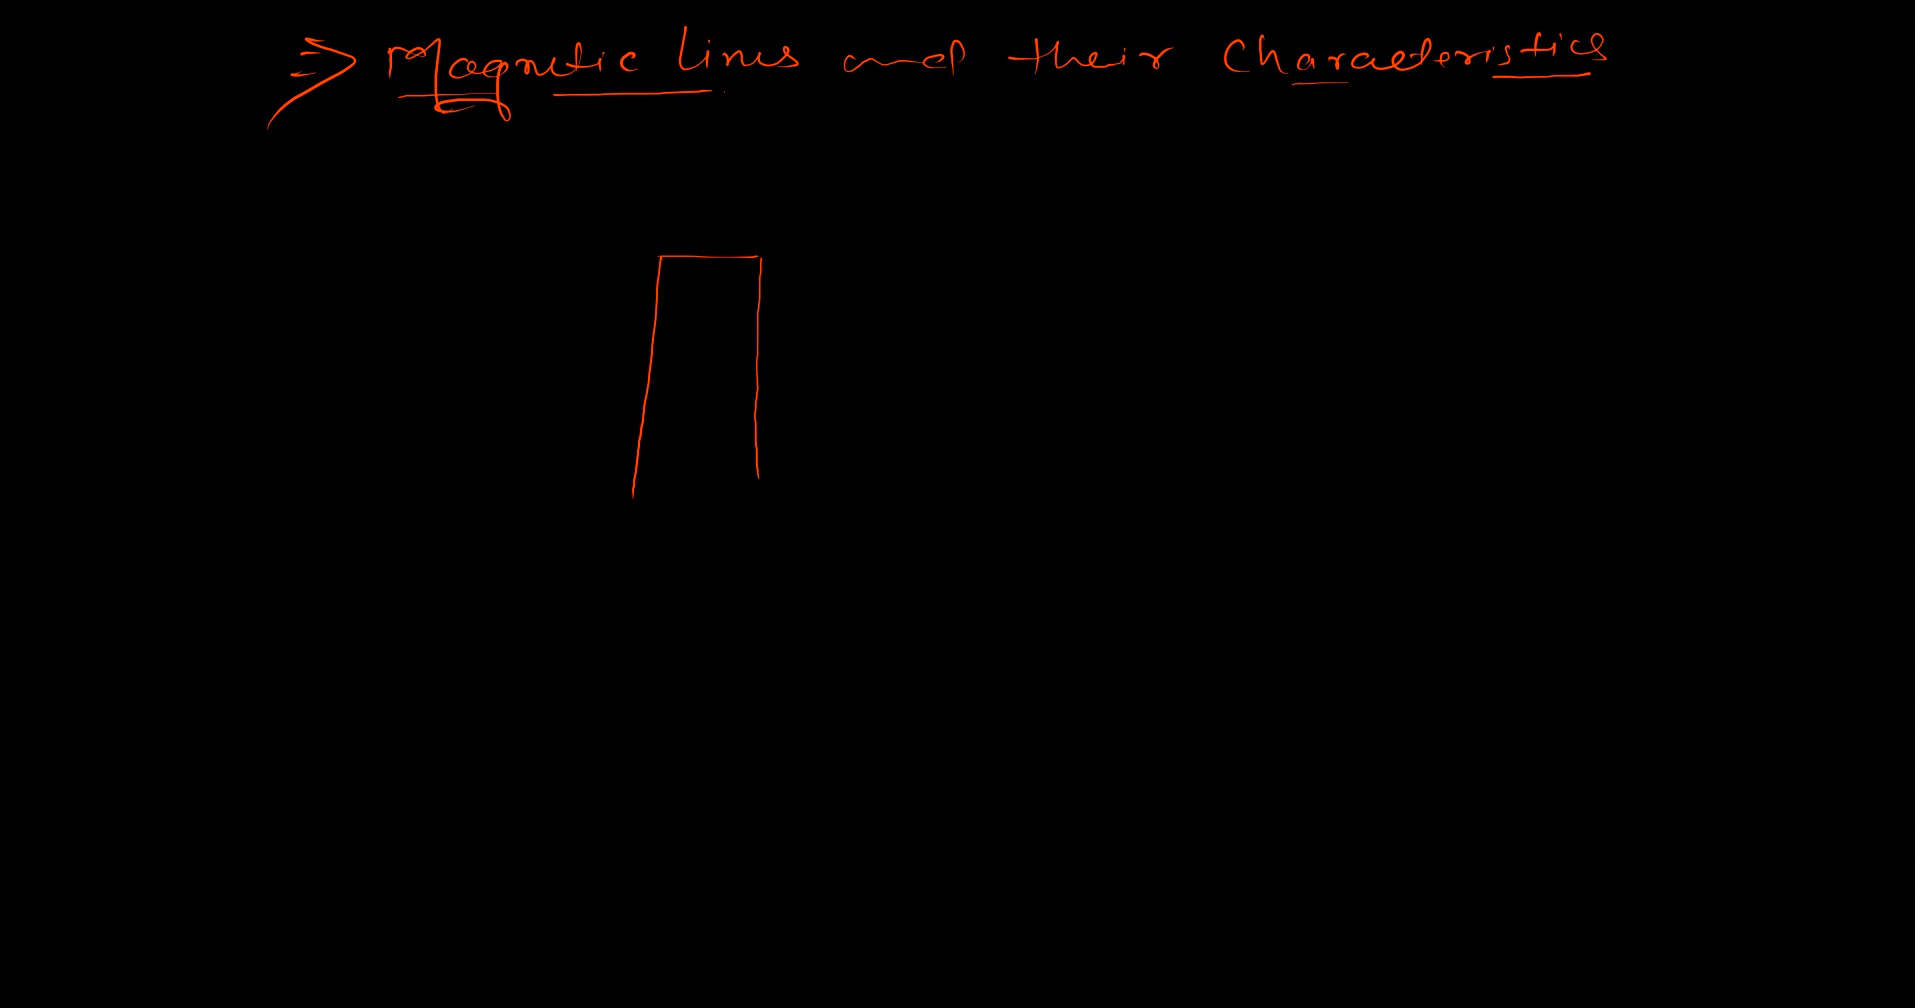 ⇒ Magnetic lines and their Characteristics